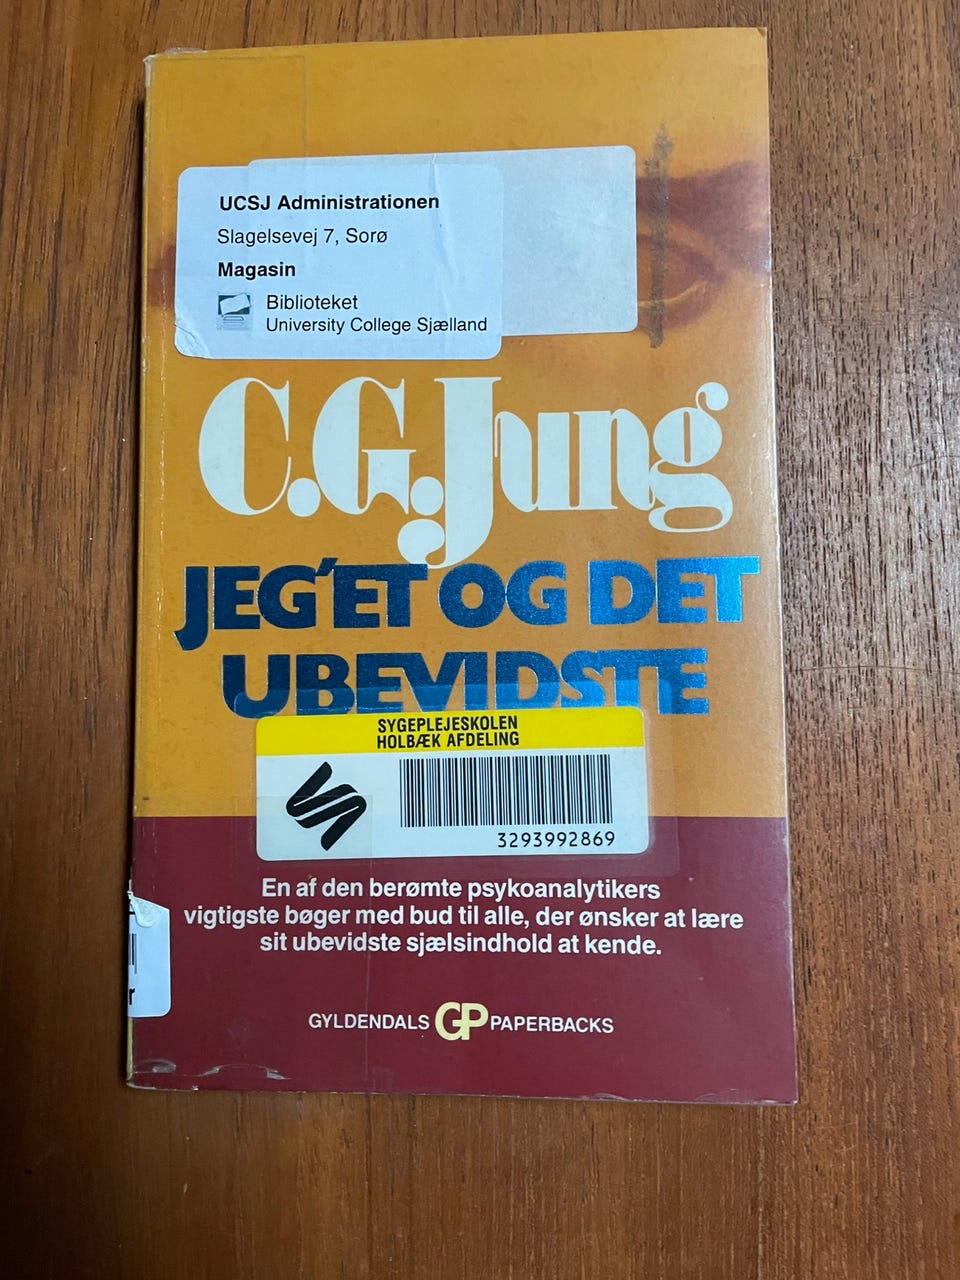 UCSJ Administrationen
Slagelsevej 7, Sorø
Magasin
Biblioteket
University College Sjælland
C.G. Jung
JEG'ET OG DET
UBEVIDSTE
SYGEPLEJESKOLEN
HOLBÆK AFDELING
3293992869
En af den berømte psykoanalytikers
vigtigste bøger med bud til alle, der ønsker at lære
sit ubevidste sjælsindhold at kende.
GYLDENDALS GP PAPERBACKS